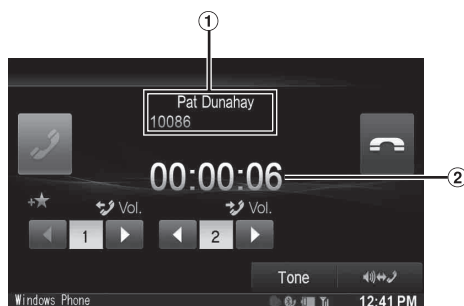 ①
Pat Dunahay
10086
00:00:06 ②
Vol. Vol.
1 2
Tone
Windows Phone 12:41 PM